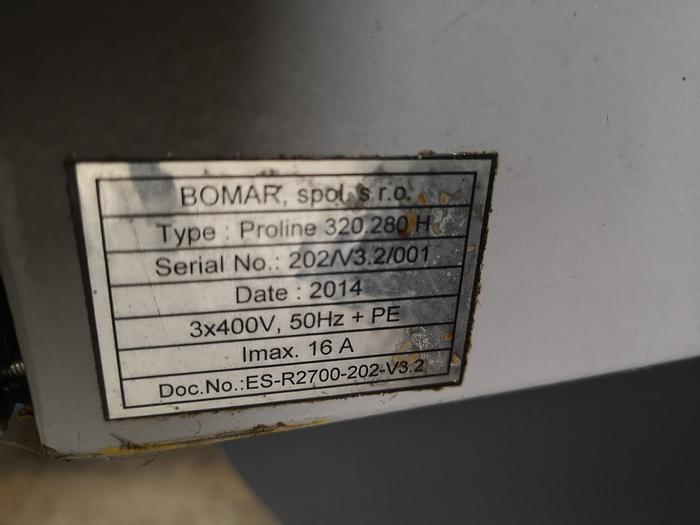 BOMAR, spol. s r.o.
Type : Proline 320.280 H
Serial No.: 202/V3.2/001
Date : 2014
3x400V, 50Hz + PE
Imax. 16 A
Doc.No.:ES-R2700-202-V3.2